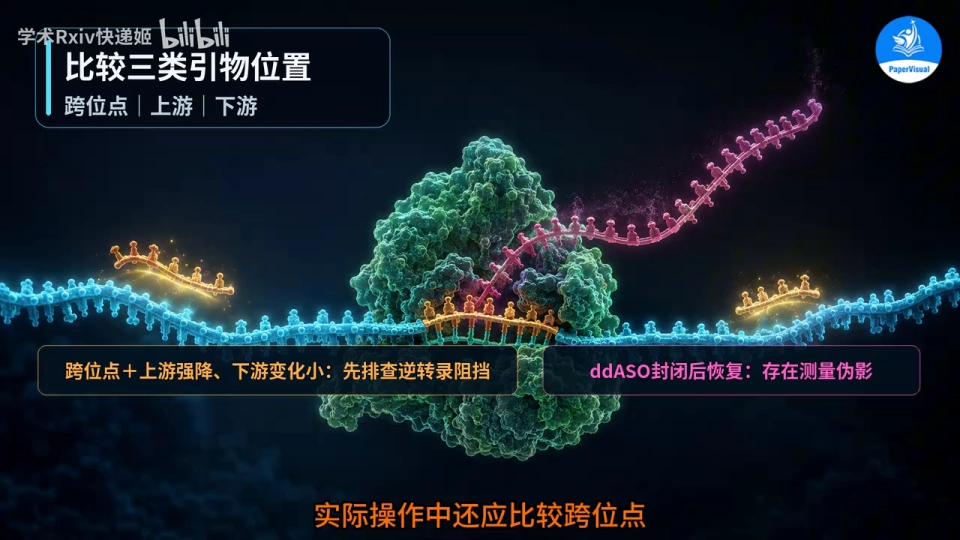 学术Rxiv快递姬 bilibili
比较三类引物位置
跨位点｜上游｜下游
PaperVisual
跨位点＋上游强降、下游变化小：先排查逆转录阻挡
ddASO封闭后恢复：存在测量伪影
实际操作中还应比较跨位点